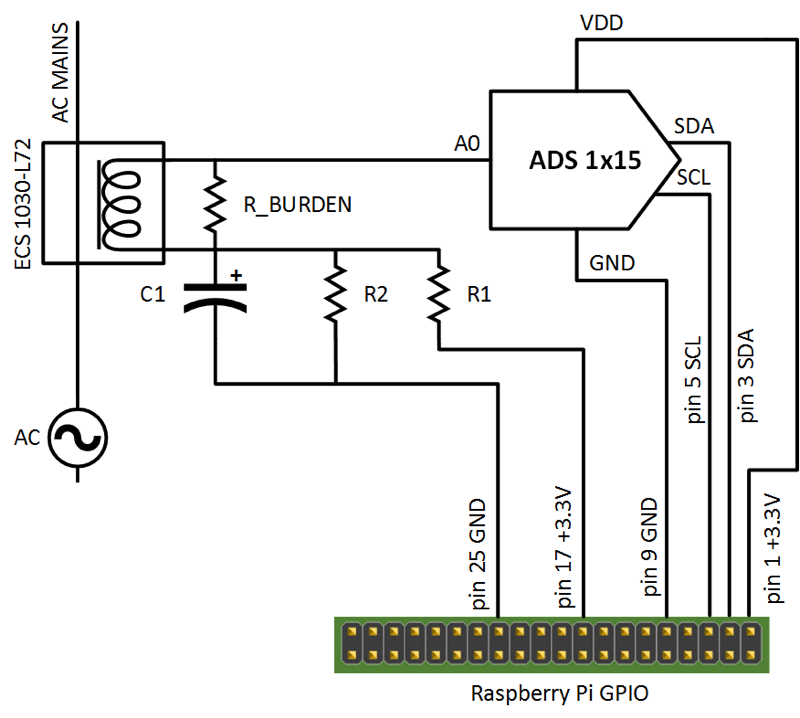 VDD
AC MAINS
SDA
A0
ADS 1x15
SCL
ECS 1030-L72
R_BURDEN
GND
+
C1
R2
R1
pin 5 SCL
pin 3 SDA
AC
pin 25 GND
pin 17 +3.3V
pin 9 GND
pin 1 +3.3V
Raspberry Pi GPIO